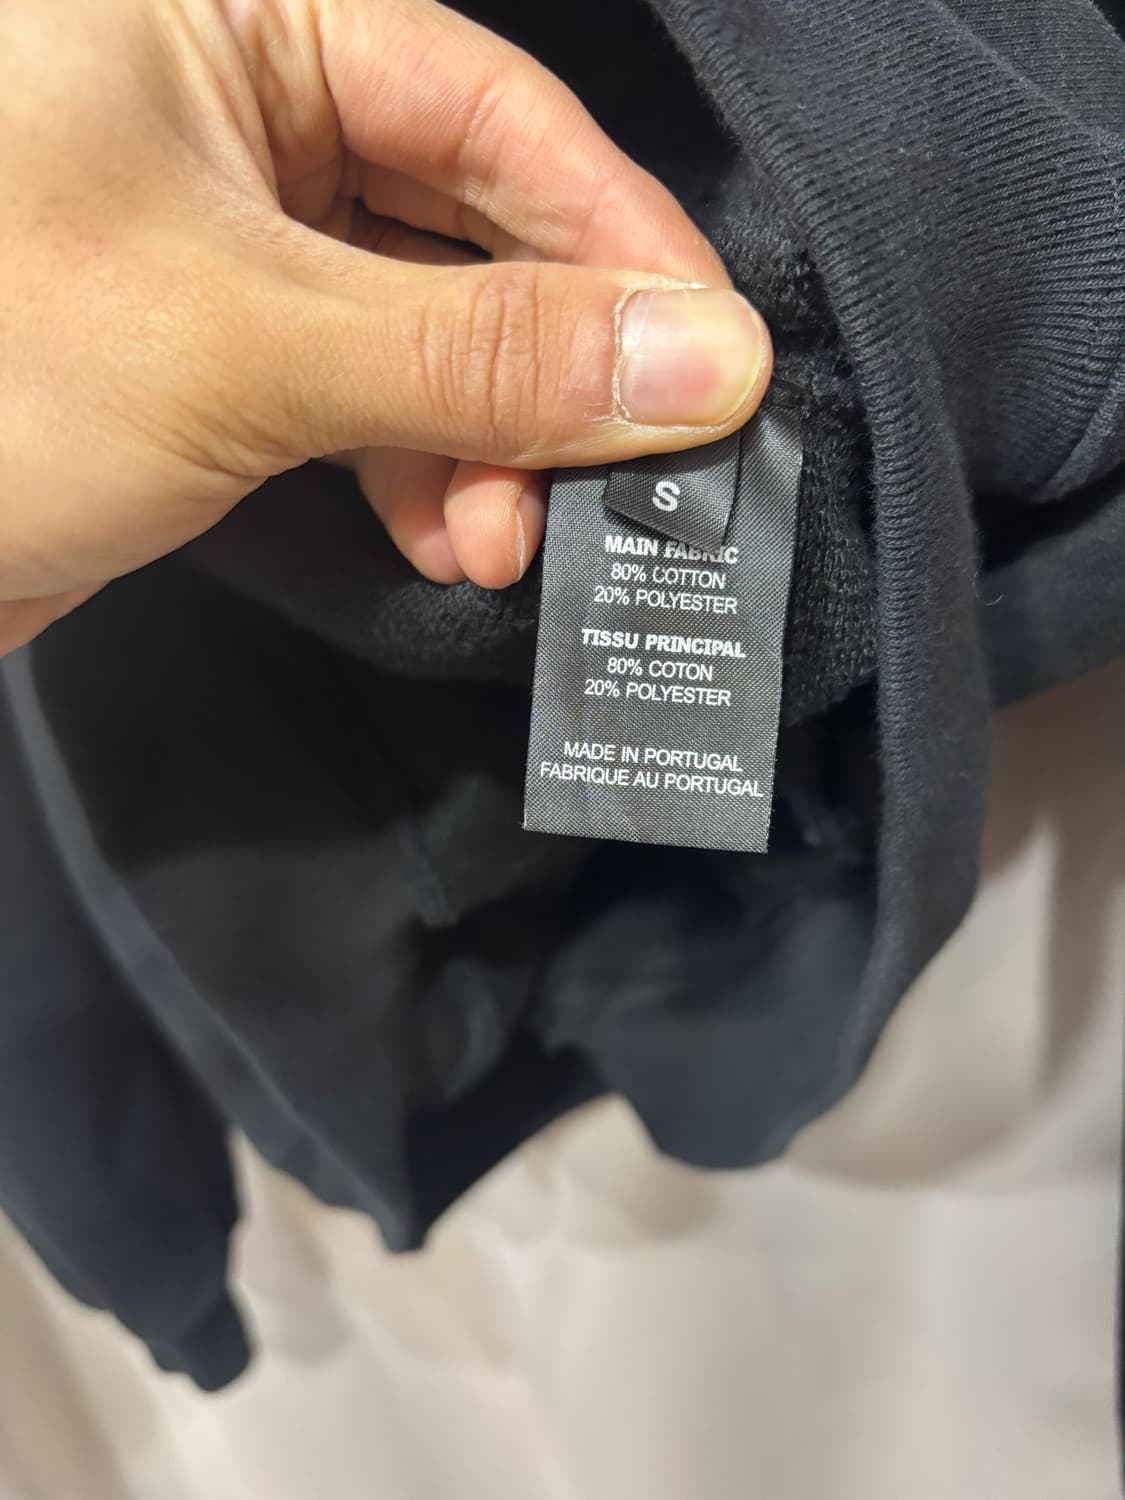 S
MAIN FABRIC
80% COTTON
20% POLYESTER
TISSU PRINCIPAL
80% COTON
20% POLYESTER
MADE IN PORTUGAL
FABRIQUE AU PORTUGAL